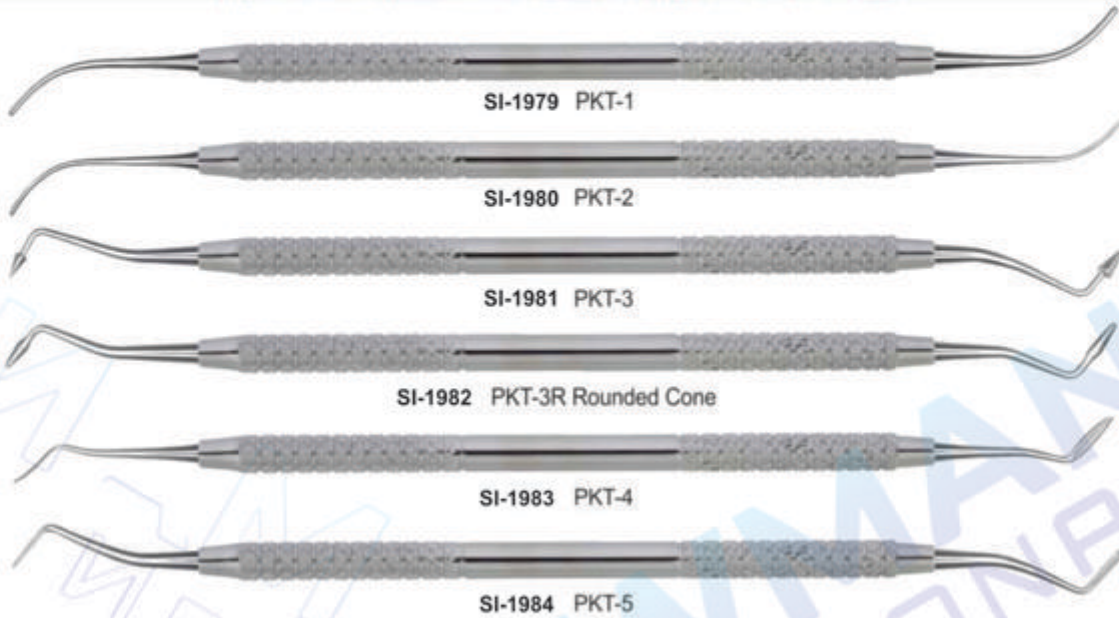 SI-1979 PKT-1
SI-1980 PKT-2
SI-1981 PKT-3
SI-1982 PKT-3R Rounded Cone
SI-1983 PKT-4
SI-1984 PKT-5